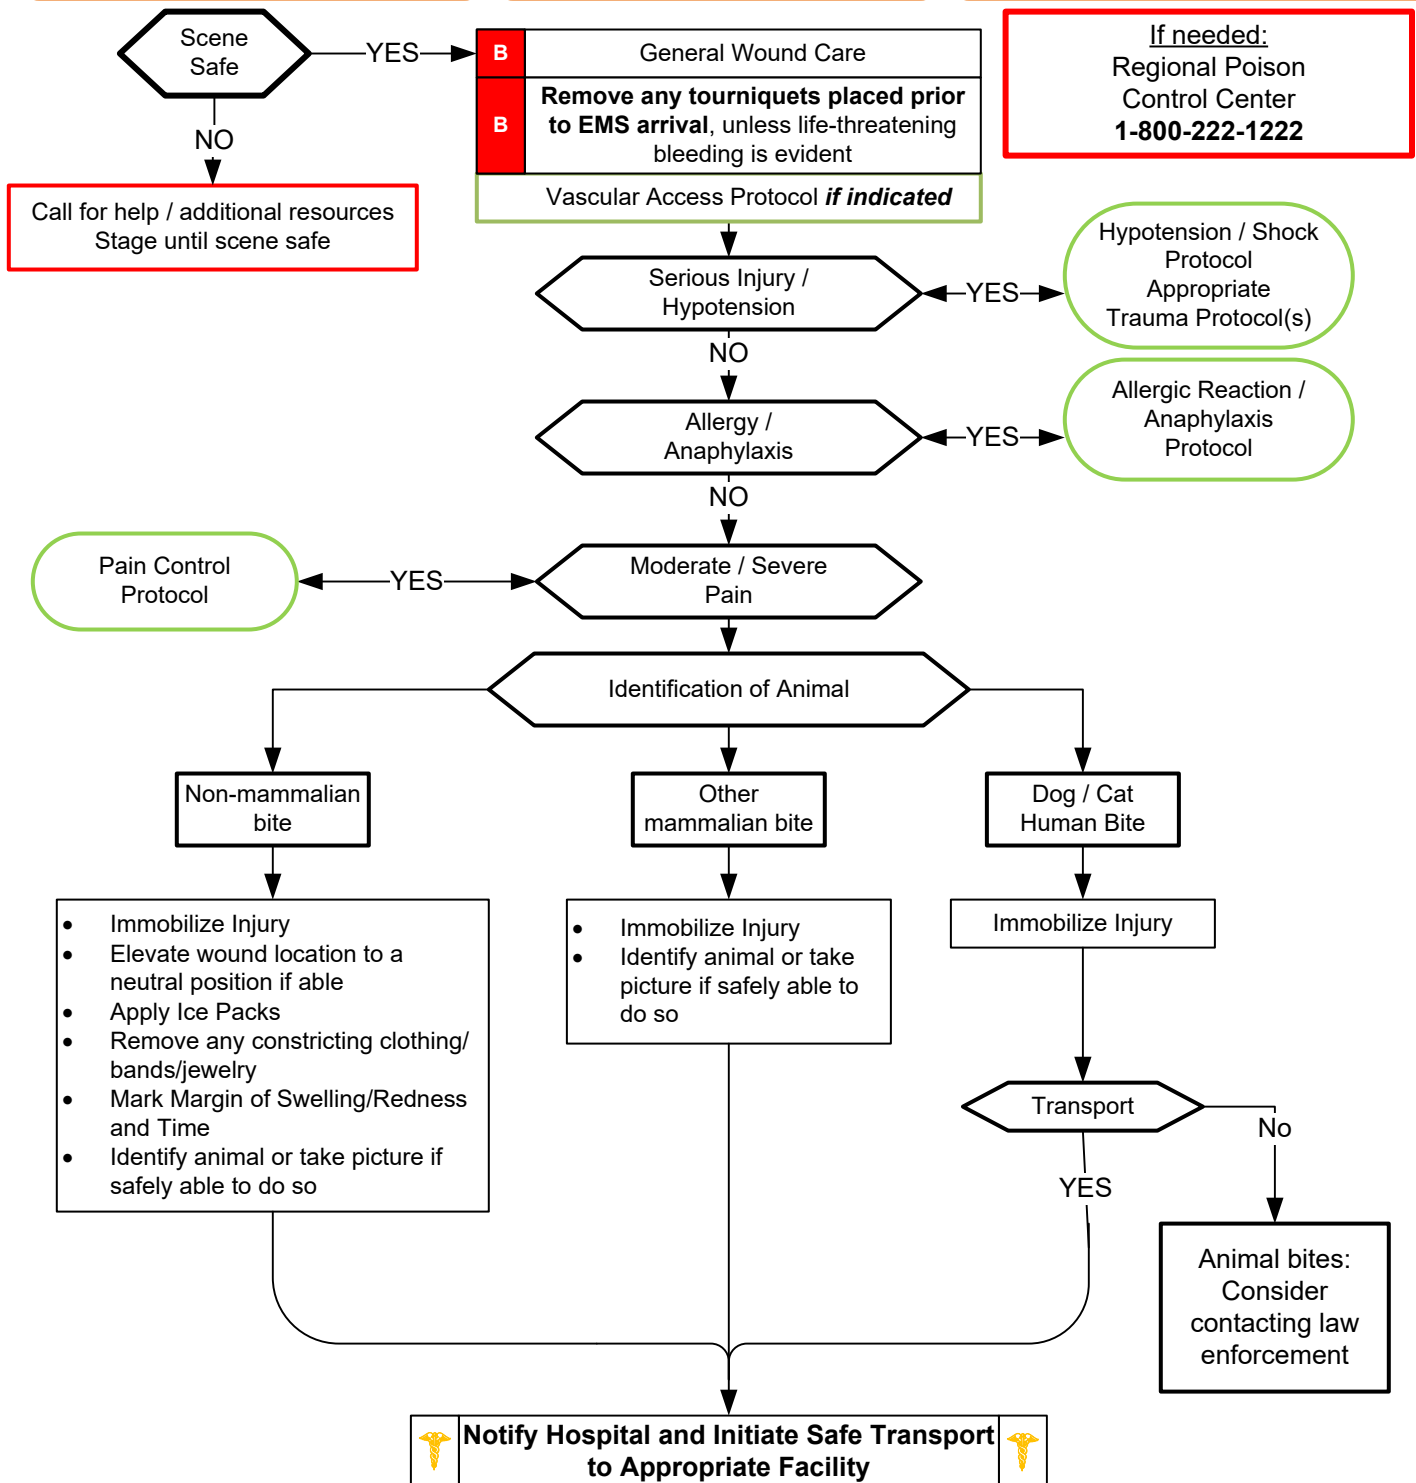 Scene
Safe
YES
NO
Call for help / additional resources
Stage until scene safe
B
General Wound Care
B
Remove any tourniquets placed prior
to EMS arrival, unless life-threatening
bleeding is evident
Vascular Access Protocol if indicated
If needed:
Regional Poison
Control Center
1-800-222-1222
Serious Injury /
Hypotension
YES
Hypotension / Shock
Protocol
Appropriate
Trauma Protocol(s)
NO
Allergy /
Anaphylaxis
YES
Allergic Reaction /
Anaphylaxis
Protocol
NO
Moderate / Severe
Pain
YES
Pain Control
Protocol
Identification of Animal
Non-mammalian
bite
Other
mammalian bite
Dog / Cat
Human Bite
• Immobilize Injury
• Elevate wound location to a
neutral position if able
• Apply Ice Packs
• Remove any constricting clothing/
bands/jewelry
• Mark Margin of Swelling/Redness
and Time
• Identify animal or take picture if
safely able to do so
• Immobilize Injury
• Identify animal or take
picture if safely able to
do so
Immobilize Injury
Transport
No
YES
Animal bites:
Consider
contacting law
enforcement
Notify Hospital and Initiate Safe Transport
to Appropriate Facility